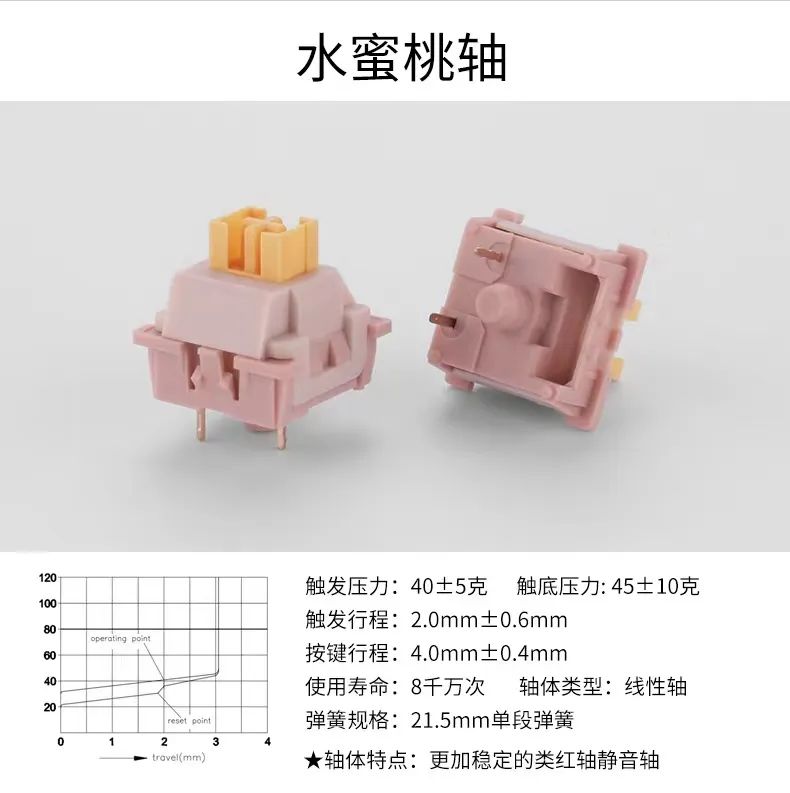 水蜜桃轴
120
100
80
60
40
20
0 1 2 3 4
operating point
reset point
travel(mm)
触发压力：40±5克 触底压力: 45±10克
触发行程：2.0mm±0.6mm
按键行程：4.0mm±0.4mm
使用寿命：8千万次 轴体类型：线性轴
弹簧规格：21.5mm单段弹簧
★轴体特点：更加稳定的类红轴静音轴